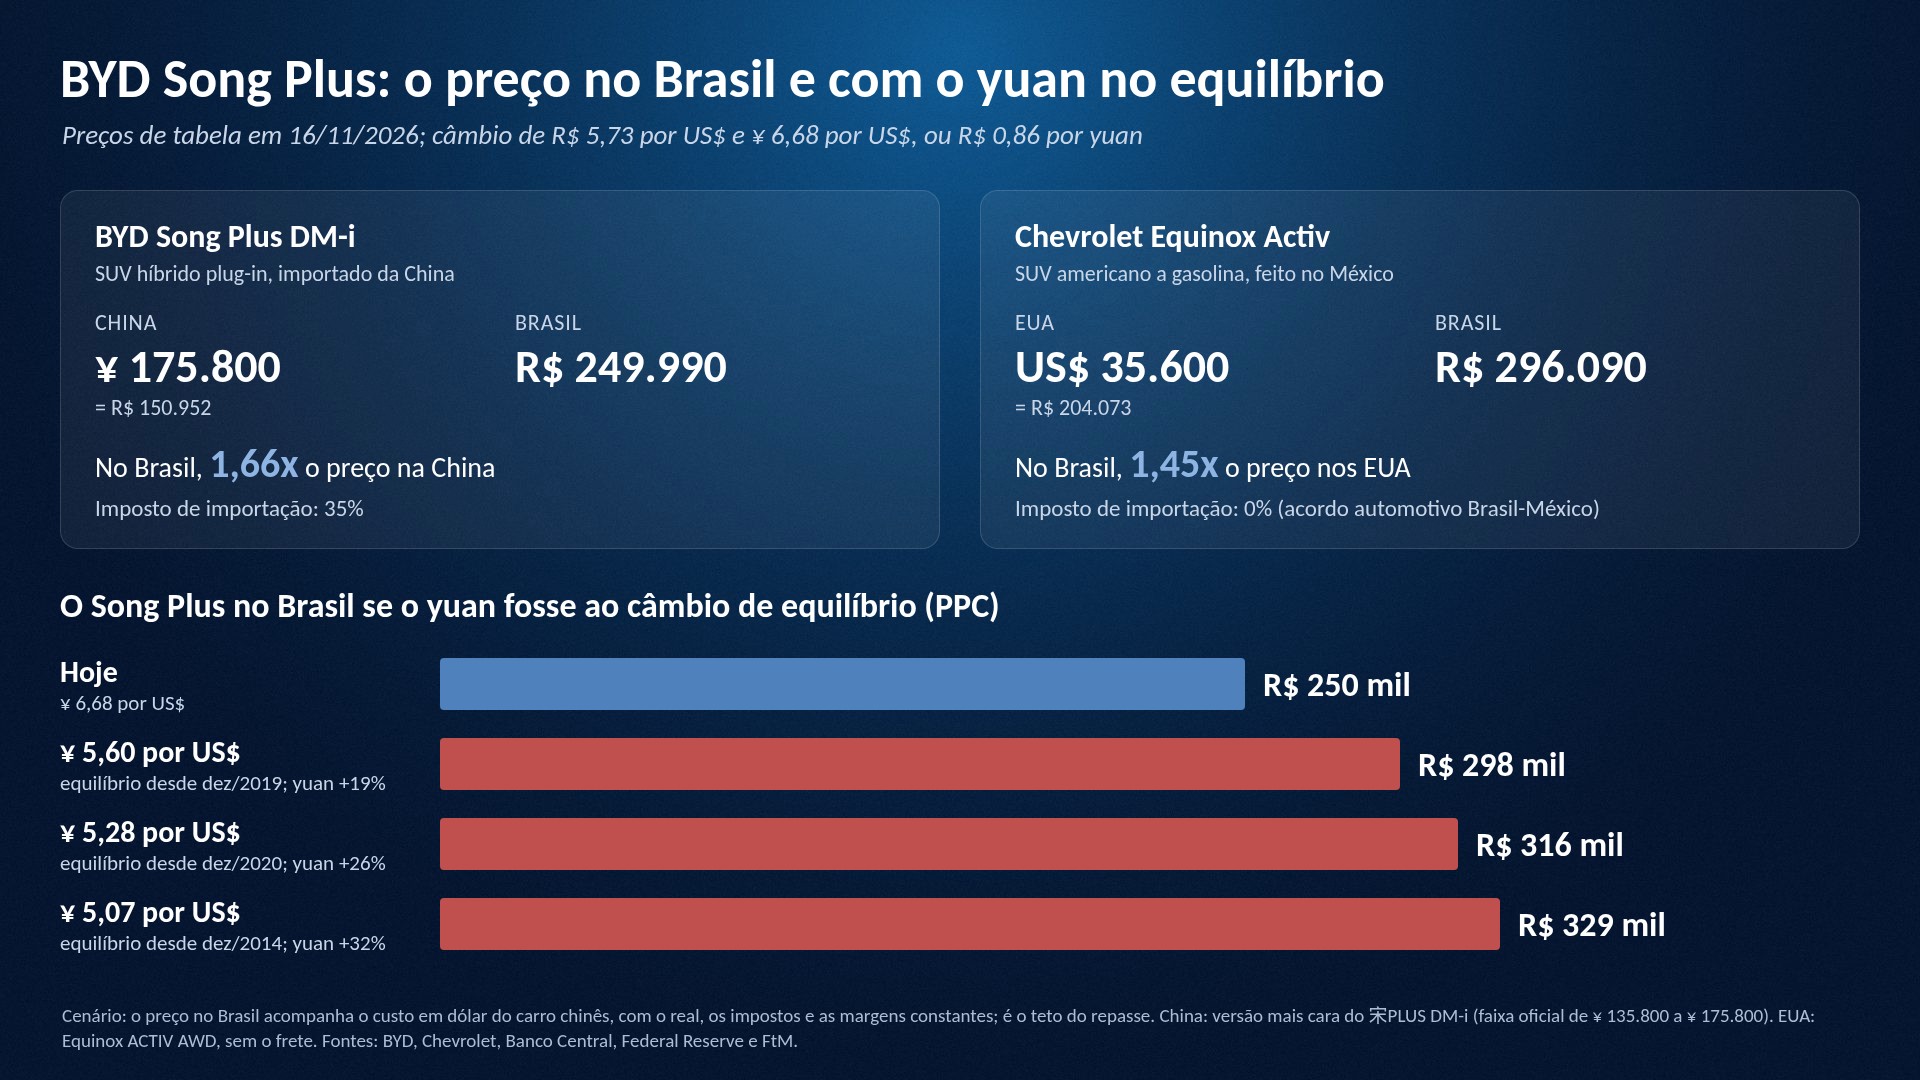 BYD Song Plus: o preço no Brasil e com o yuan no equilíbrio
Preços de tabela em 16/11/2026; câmbio de R$ 5,73 por US$ e ¥ 6,68 por US$, ou R$ 0,86 por yuan
BYD Song Plus DM-i
SUV híbrido plug-in, importado da China
CHINA
BRASIL
¥ 175.800
R$ 249.990
= R$ 150.952
No Brasil, 1,66x o preço na China
Imposto de importação: 35%
Chevrolet Equinox Activ
SUV americano a gasolina, feito no México
EUA
BRASIL
US$ 35.600
R$ 296.090
= R$ 204.073
No Brasil, 1,45x o preço nos EUA
Imposto de importação: 0% (acordo automotivo Brasil-México)
O Song Plus no Brasil se o yuan fosse ao câmbio de equilíbrio (PPC)
Hoje
¥ 6,68 por US$
R$ 250 mil
¥ 5,60 por US$
equilíbrio desde dez/2019; yuan +19%
R$ 298 mil
¥ 5,28 por US$
equilíbrio desde dez/2020; yuan +26%
R$ 316 mil
¥ 5,07 por US$
equilíbrio desde dez/2014; yuan +32%
R$ 329 mil
Cenário: o preço no Brasil acompanha o custo em dólar do carro chinês, com o real, os impostos e as margens constantes; é o teto do repasse. China: versão mais cara do 宋PLUS DM-i (faixa oficial de ¥ 135.800 a ¥ 175.800). EUA:
Equinox ACTIV AWD, sem o frete. Fontes: BYD, Chevrolet, Banco Central, Federal Reserve e FtM.